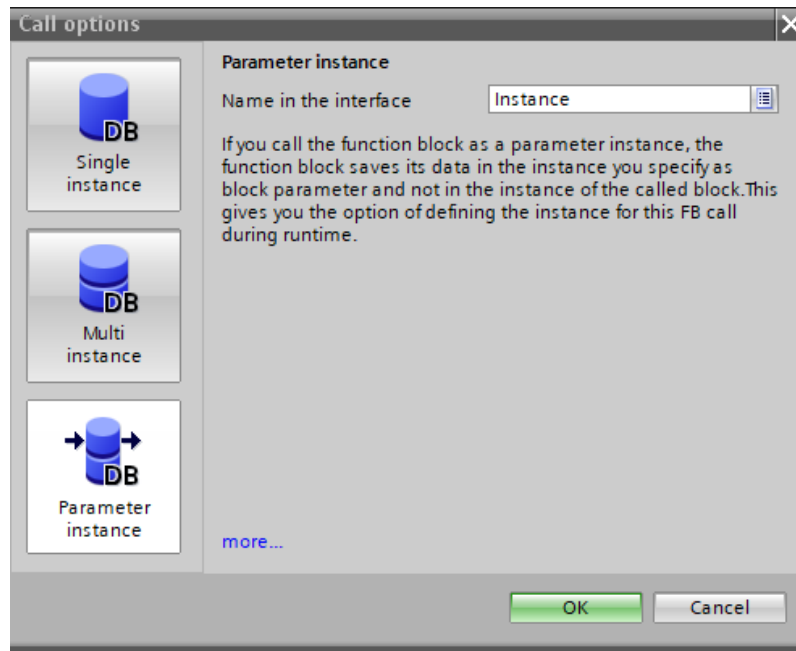 Call options
DB
Single
instance
DB
Multi
instance
DB
Parameter
instance
Parameter instance
Name in the interface
Instance
If you call the function block as a parameter instance, the
function block saves its data in the instance you specify as
block parameter and not in the instance of the called block.This
gives you the option of defining the instance for this FB call
during runtime.
more...
OK
Cancel